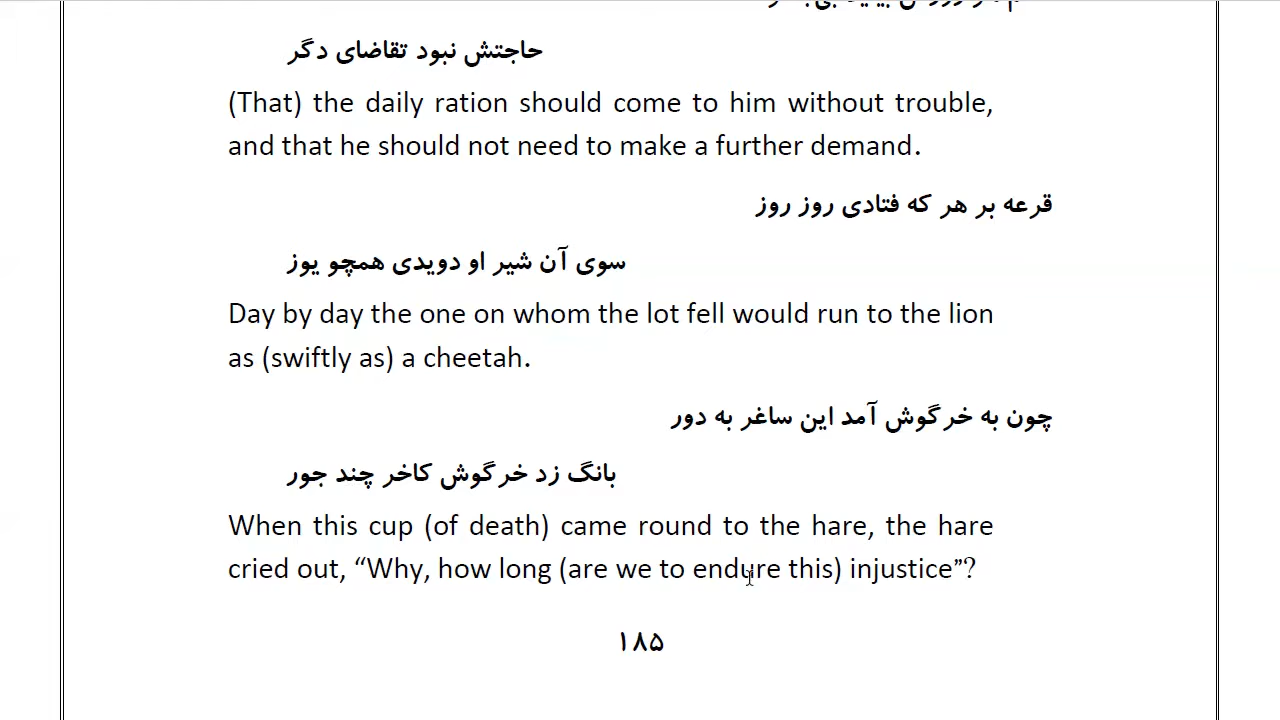 حاجتش نبود تقاضای دگر
(That) the daily ration should come to him without trouble,
and that he should not need to make a further demand.
قرعه بر هر که فتادی روز روز
سوی آن شیر او دویدی همچو یوز
Day by day the one on whom the lot fell would run to the lion
as (swiftly as) a cheetah.
چون به خرگوش آمد این ساغر به دور
بانگ زد خرگوش کاخر چند جور
When this cup (of death) came round to the hare, the hare
cried out, “Why, how long (are we to endure this) injustice”?
۱۸۵